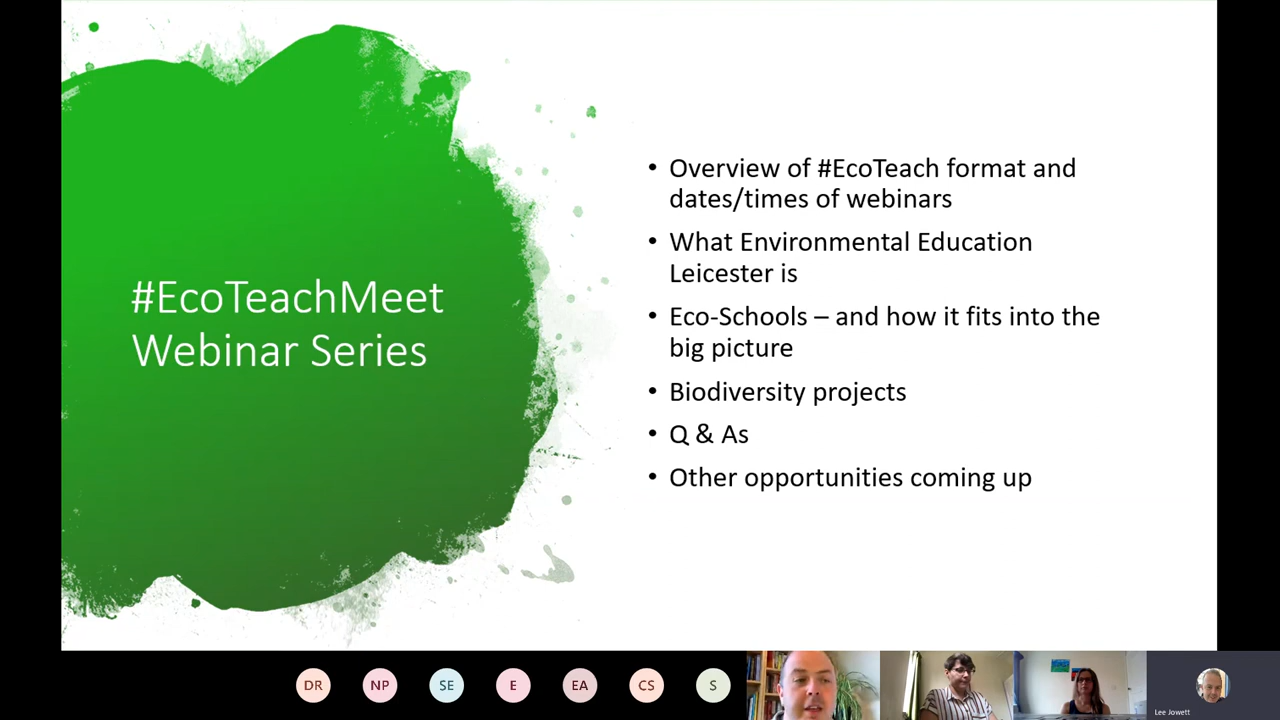 #EcoTeachMeet
Webinar Series
• Overview of #EcoTeach format and
dates/times of webinars
• What Environmental Education
Leicester is
• Eco-Schools – and how it fits into the
big picture
• Biodiversity projects
• Q & As
• Other opportunities coming up
DR NP SE E EA CS S
Lee Jowett